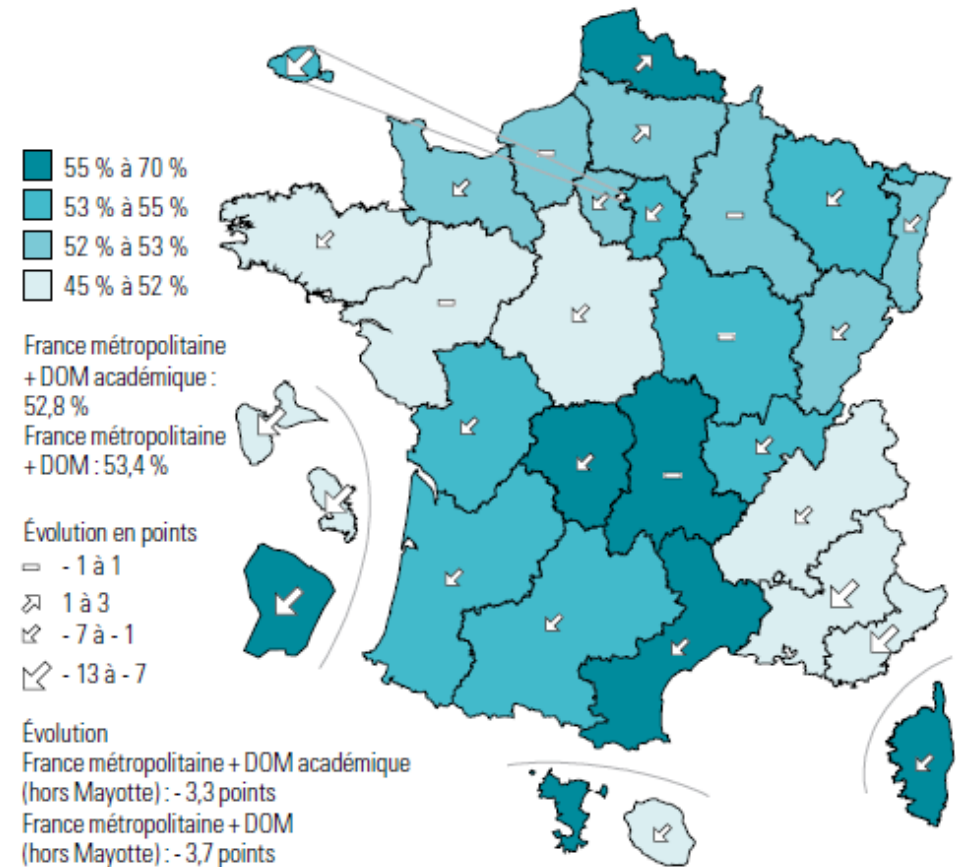 55 % à 70 %
53 % à 55 %
52 % à 53 %
45 % à 52 %
France métropolitaine
+ DOM académique :
52,8 %
France métropolitaine
+ DOM : 53,4 %
Évolution en points
- 1 à 1
1 à 3
- 7 à - 1
- 13 à - 7
Évolution
France métropolitaine + DOM académique
(hors Mayotte) : - 3,3 points
France métropolitaine + DOM
(hors Mayotte) : - 3,7 points